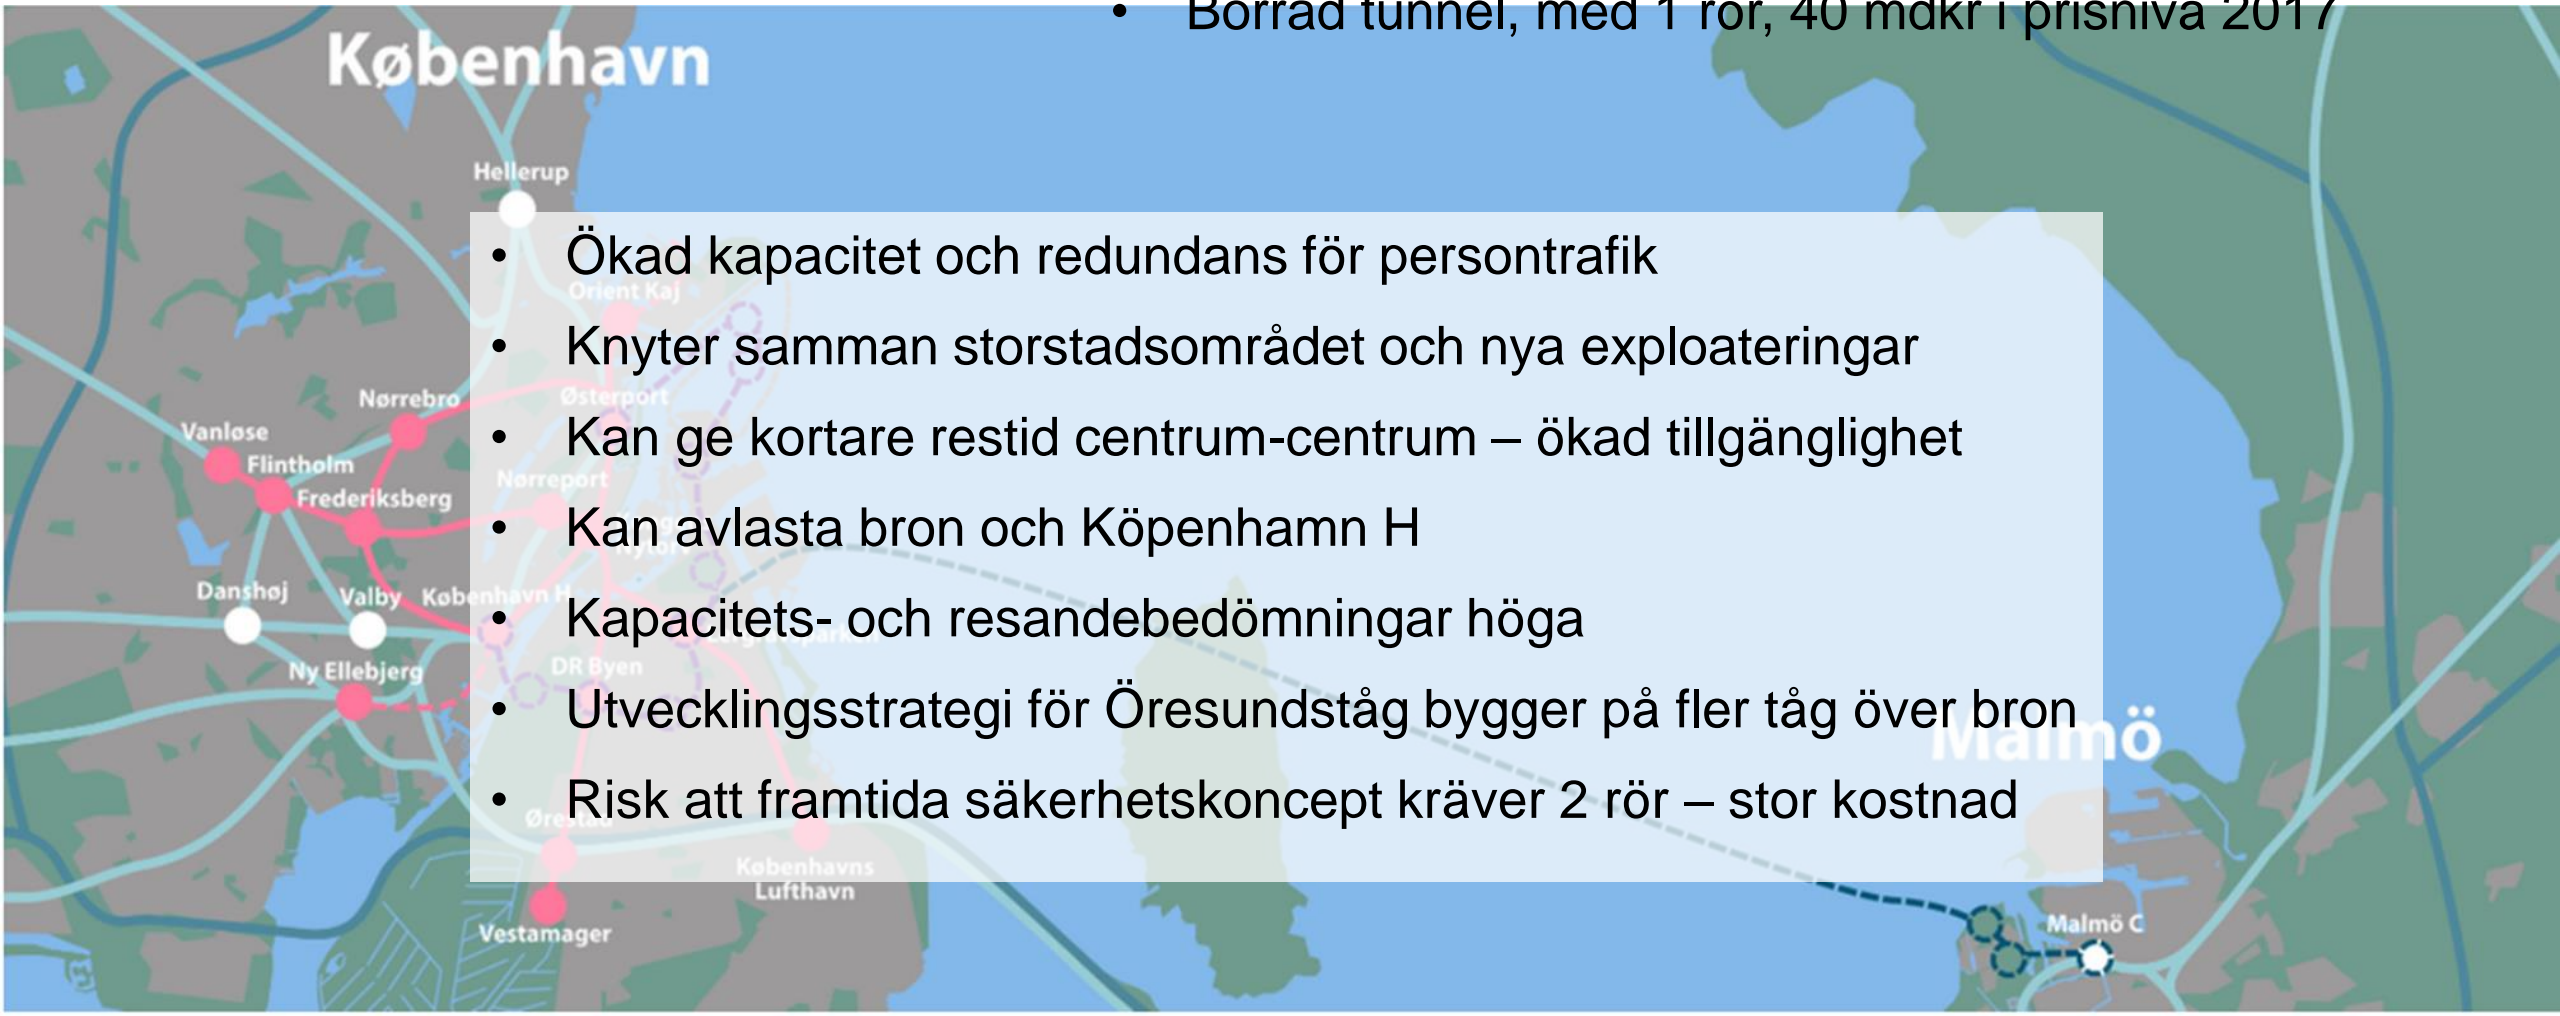 • Borrad tunnel, med 1 rör, 40 mdkr i prisnivå 2017
København
Hellerup
• Ökad kapacitet och redundans för persontrafik
Orient Kaj
• Knyter samman storstadsområdet och nya exploateringar
Nørrebro
Østerport
Vanløse
• Kan ge kortare restid centrum-centrum – ökad tillgänglighet
Flintholm
Nørreport
Frederiksberg
• Kan avlasta bron och Köpenhamn H
Nytorv
Danshøj
Valby
København H
• Kapacitets- och resandebedömningar höga
Ny Ellebjerg
DR Byen
• Utvecklingsstrategi för Öresundståg bygger på fler tåg över bron
Malmö
• Risk att framtida säkerhetskoncept kräver 2 rör – stor kostnad
Ørestad
Københavns
Lufthavn
Vestamager
Malmö C